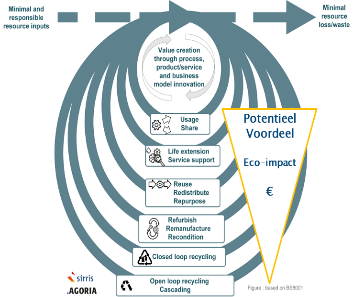 Minimal and
responsible
resource inputs
Minimal
resource
loss/waste
Value creation
through process,
product/service
and business
model innovation
Usage
Share
Life extension
Service support
Reuse
Redistribute
Repurpose
Refurbish
Remanufacture
Recondition
Closed loop recycling
Open loop recycling
Cascading
Potentieel
Voordeel
Eco-impact
€
sirris
.AGORIA
Figure : based on BS8001